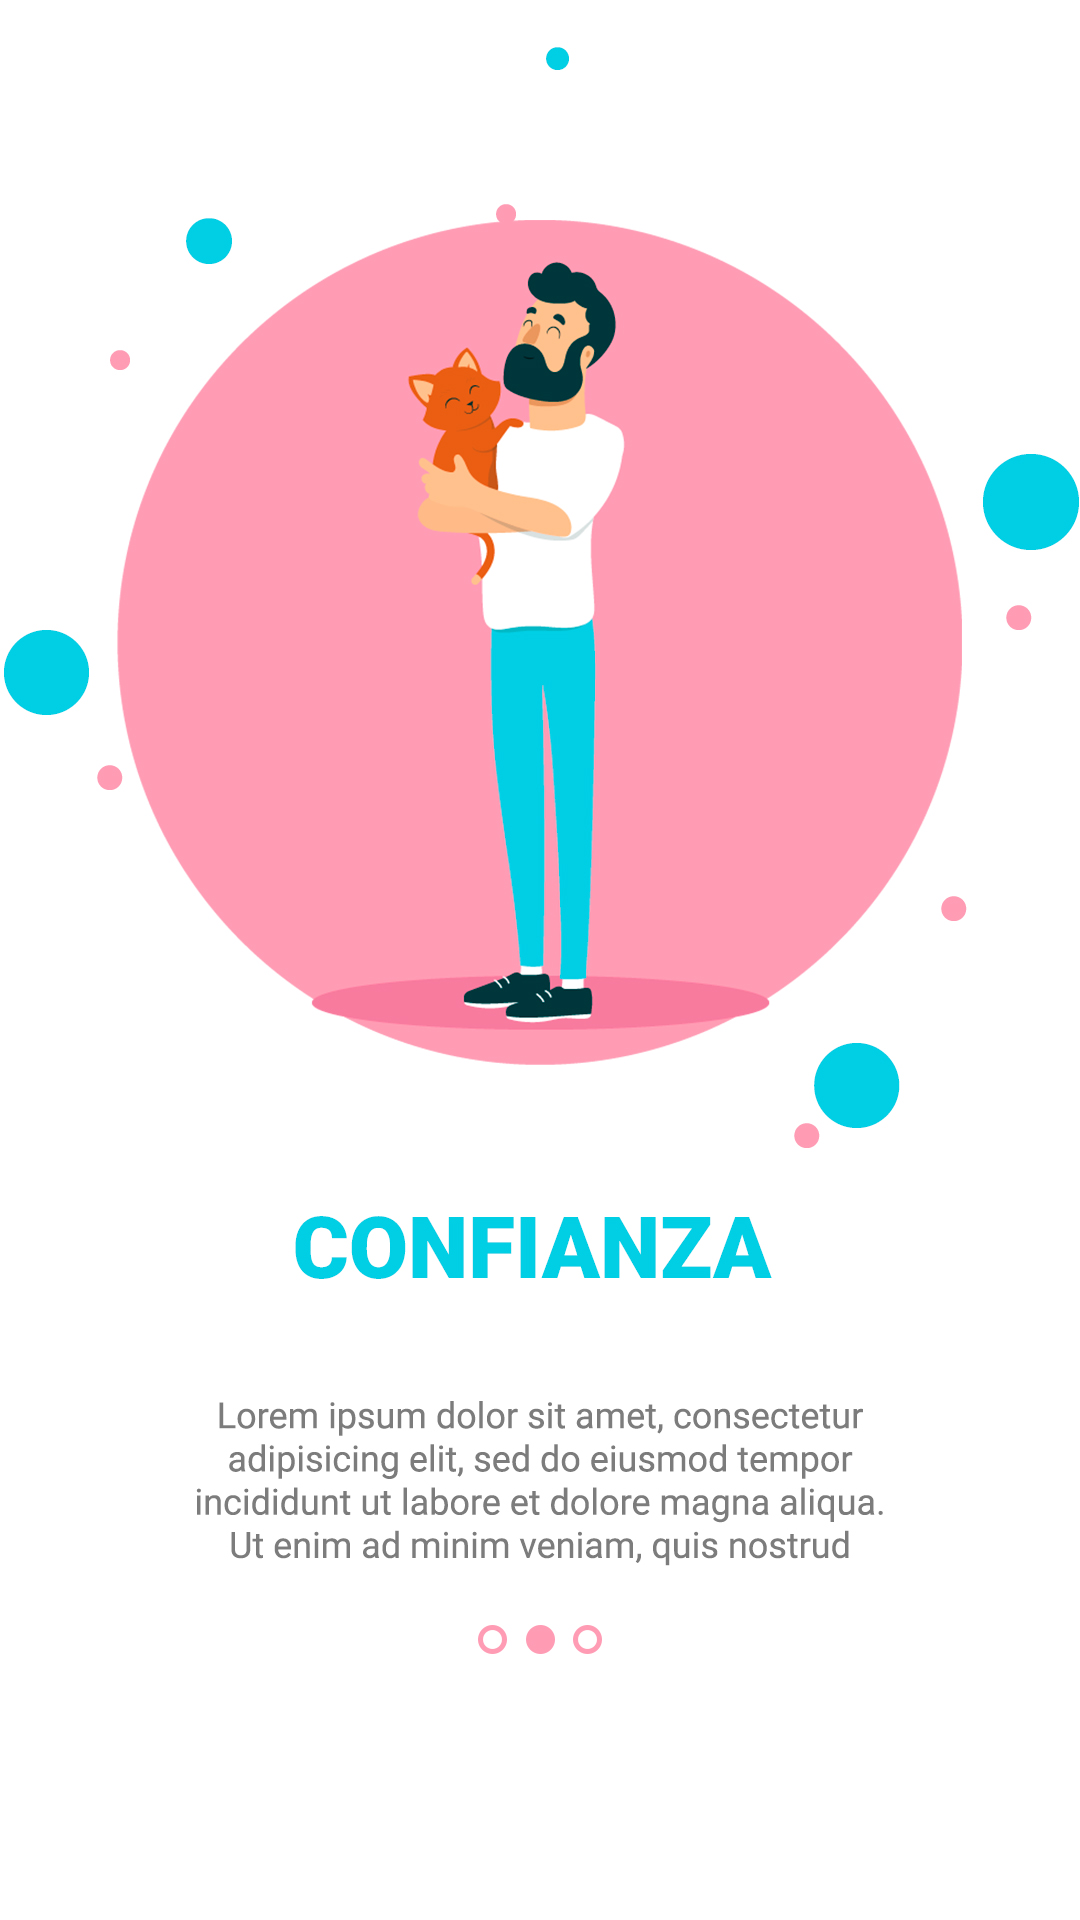 CONFIANZA
Lorem ipsum dolor sit amet, consectetur
adipisicing elit, sed do eiusmod tempor
incididunt ut labore et dolore magna aliqua.
Ut enim ad minim veniam, quis nostrud